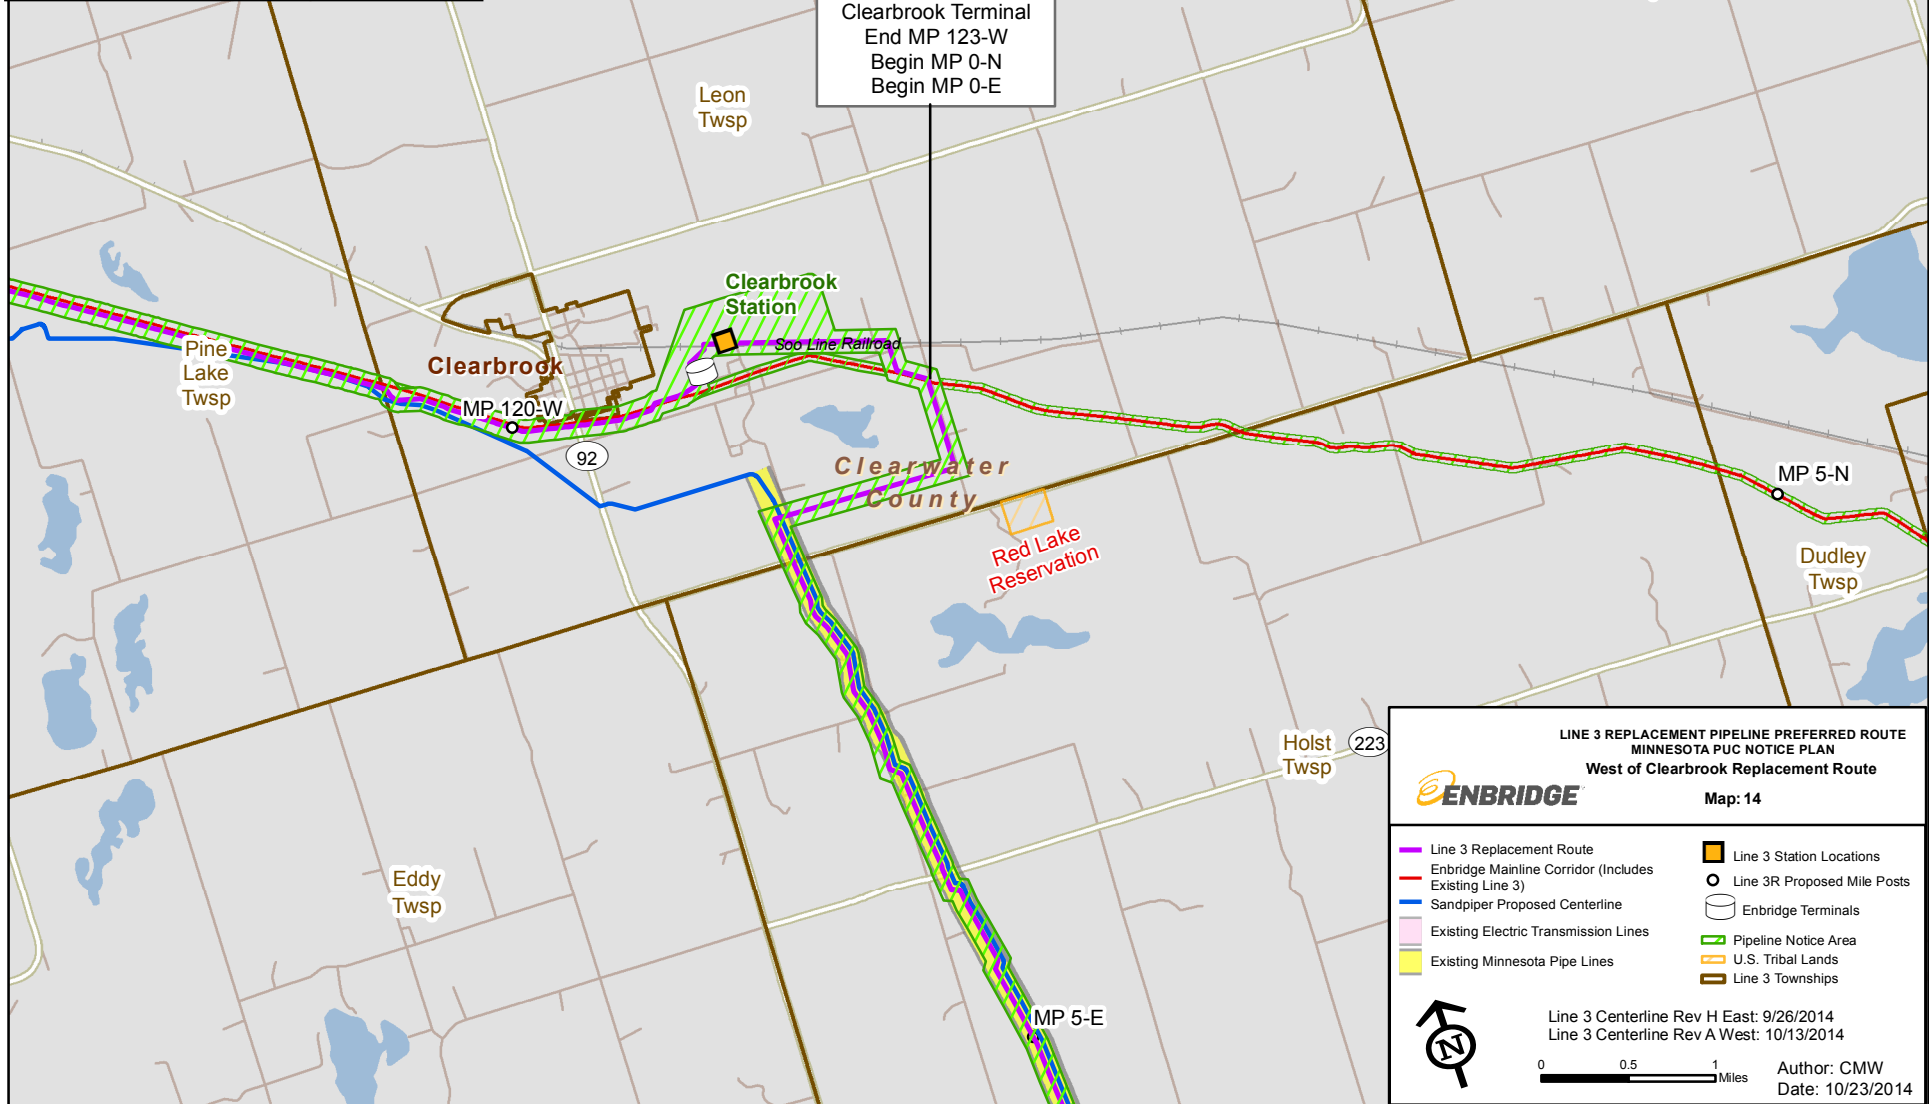 Clearbrook Terminal
End MP 123-W
Begin MP 0-N
Begin MP 0-E
Leon
Twsp
Clearbrook
Station
Soo Line Railroad
Pine
Lake
Twsp
Clearbrook
MP 120-W
92
Clearwater
County
Red Lake
Reservation
MP 5-N
Dudley
Twsp
Holst
Twsp
223
Eddy
Twsp
MP 5-E
LINE 3 REPLACEMENT PIPELINE PREFERRED ROUTE
MINNESOTA PUC NOTICE PLAN
West of Clearbrook Replacement Route
ENBRIDGE
Map: 14
Line 3 Replacement Route
Enbridge Mainline Corridor (Includes
Existing Line 3)
Sandpiper Proposed Centerline
Existing Electric Transmission Lines
Existing Minnesota Pipe Lines
Line 3 Station Locations
Line 3R Proposed Mile Posts
Enbridge Terminals
Pipeline Notice Area
U.S. Tribal Lands
Line 3 Townships
N
Line 3 Centerline Rev H East: 9/26/2014
Line 3 Centerline Rev A West: 10/13/2014
0 0.5 1
Miles
Author: CMW
Date: 10/23/2014